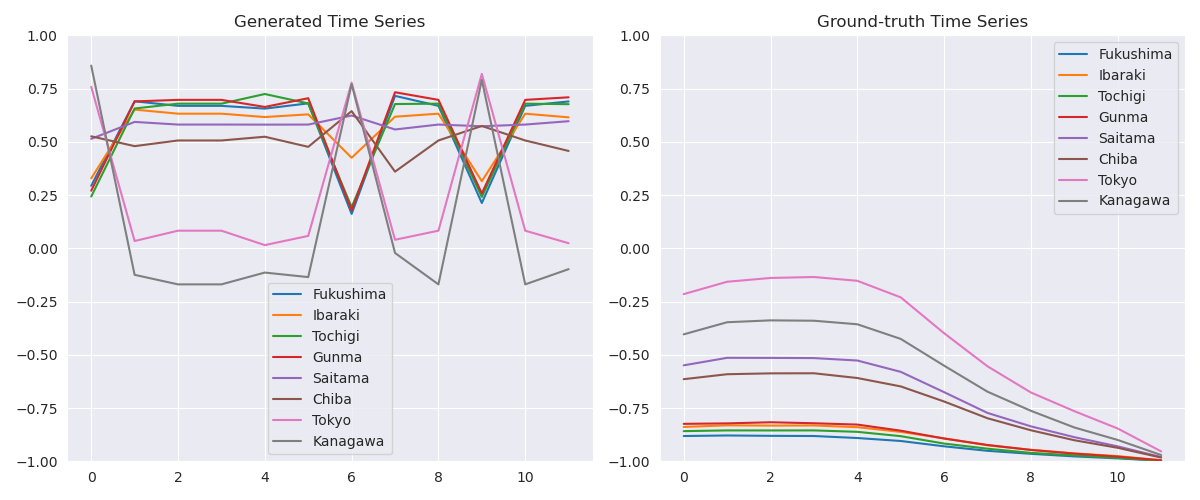 Generated Time Series
1.00
0.75
0.50
0.25
0.00
−0.25
−0.50
−0.75
−1.00
0 2 4 6 8 10
Fukushima
Ibaraki
Tochigi
Gunma
Saitama
Chiba
Tokyo
Kanagawa
Ground-truth Time Series
1.00
0.75
0.50
0.25
0.00
−0.25
−0.50
−0.75
−1.00
0 2 4 6 8 10
Fukushima
Ibaraki
Tochigi
Gunma
Saitama
Chiba
Tokyo
Kanagawa